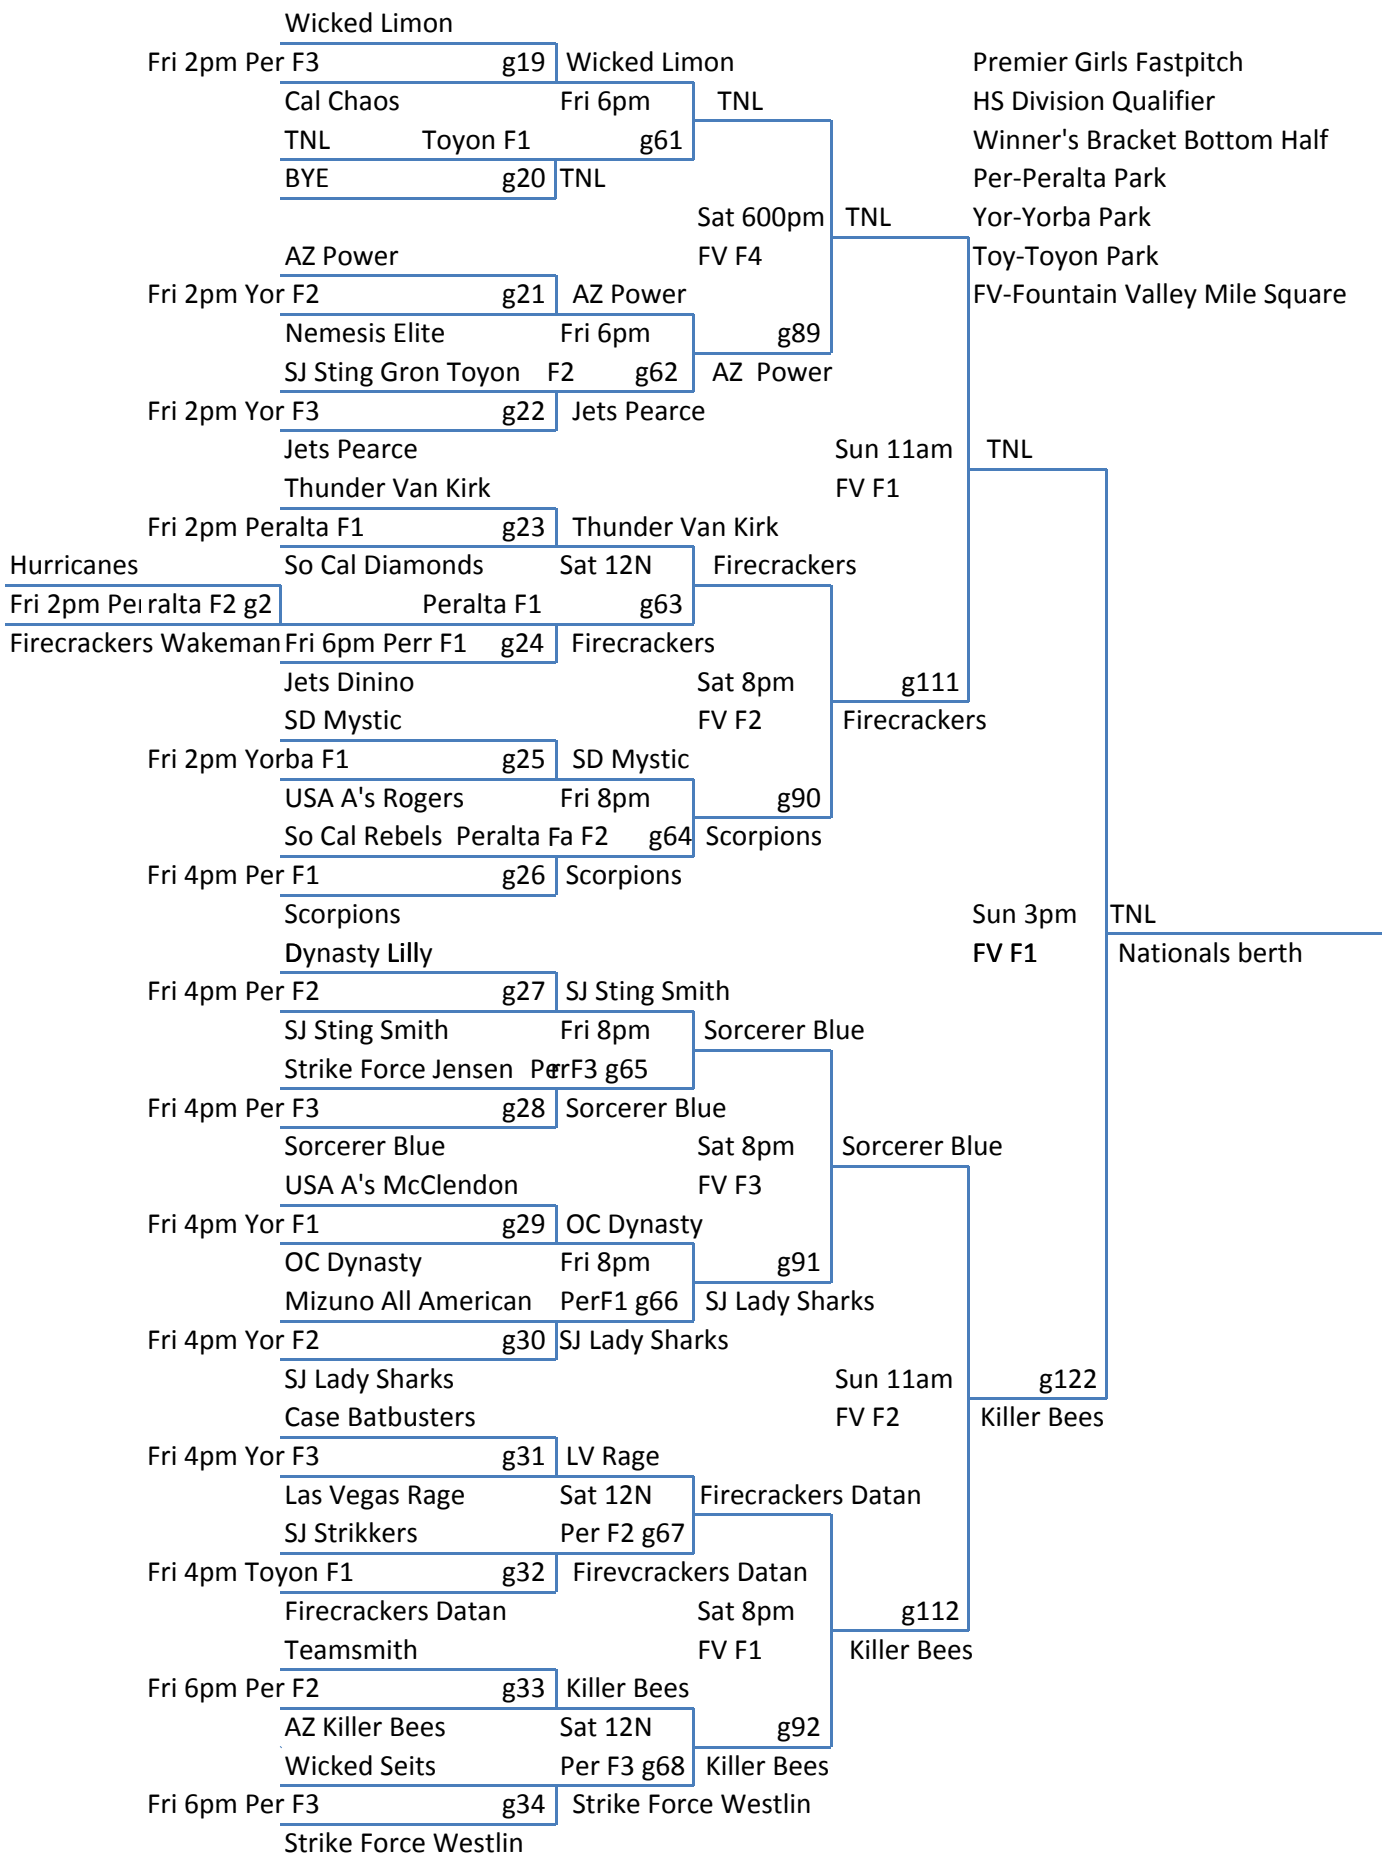 Wicked Limon
Fri 2pm Per F3 g19 Wicked Limon Premier Girls Fastpitch
Cal Chaos Fri 6pm TNL HS Division Qualifier
TNL Toyon F1 g61 Winner's Bracket Bottom Half
BYE g20 TNL Per-Peralta Park
Sat 600pm TNL Yor-Yorba Park
AZ Power FV F4 Toy-Toyon Park
Fri 2pm Yor F2 g21 AZ Power FV-Fountain Valley Mile Square
Nemesis Elite Fri 6pm g89
SJ Sting Gron Toyon F2 g62 AZ Power
Fri 2pm Yor F3 g22 Jets Pearce
Jets Pearce Sun 11am TNL
Thunder Van Kirk FV F1
Fri 2pm Peralta F1 g23 Thunder Van Kirk
Hurricanes So Cal Diamonds Sat 12N Firecrackers
Fri 2pm Perralta F2 g2 Peralta F1 g63
Firecrackers Wakeman Fri 6pm Perr F1 g24 Firecrackers
Jets Dinino Sat 8pm g111
SD Mystic FV F2 Firecrackers
Fri 2pm Yorba F1 g25 SD Mystic
USA A's Rogers Fri 8pm g90
So Cal Rebels Peralta Fa F2 g64 Scorpions
Fri 4pm Per F1 g26 Scorpions
Scorpions Sun 3pm TNL
Dynasty Lilly FV F1 Nationals berth
Fri 4pm Per F2 g27 SJ Sting Smith
SJ Sting Smith Fri 8pm Sorcerer Blue
Strike Force Jensen PerrF3 g65
Fri 4pm Per F3 g28 Sorcerer Blue
Sorcerer Blue Sat 8pm Sorcerer Blue
USA A's McClendon FV F3
Fri 4pm Yor F1 g29 OC Dynasty
OC Dynasty Fri 8pm g91
Mizuno All American PerF1 g66 SJ Lady Sharks
Fri 4pm Yor F2 g30 SJ Lady Sharks
SJ Lady Sharks Sun 11am g122
Case Batbusters FV F2 Killer Bees
Fri 4pm Yor F3 g31 LV Rage
Las Vegas Rage Sat 12N Firecrackers Datan
SJ Strikkers Per F2 g67
Fri 4pm Toyon F1 g32 Firevcrackers Datan
Firecrackers Datan Sat 8pm g112
Teamsmith FV F1 Killer Bees
Fri 6pm Per F2 g33 Killer Bees
AZ Killer Bees Sat 12N g92
Wicked Seits Per F3 g68 Killer Bees
Fri 6pm Per F3 g34 Strike Force Westlin
Strike Force Westlin